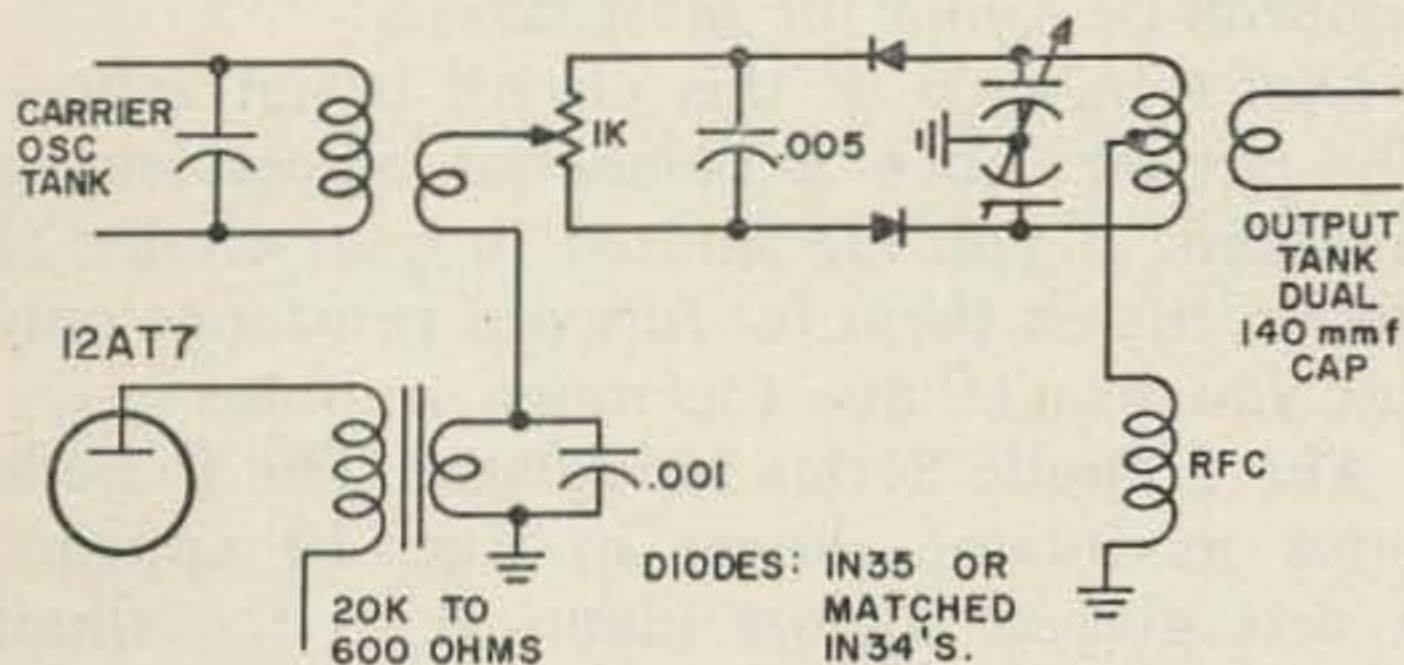 CARRIER
OSC
TANK
1K
.005
OUTPUT
TANK
DUAL
140 mmf
CAP
12AT7
.001
RFC
20K TO
600 OHMS
DIODES: IN35 OR
MATCHED
IN34'S.